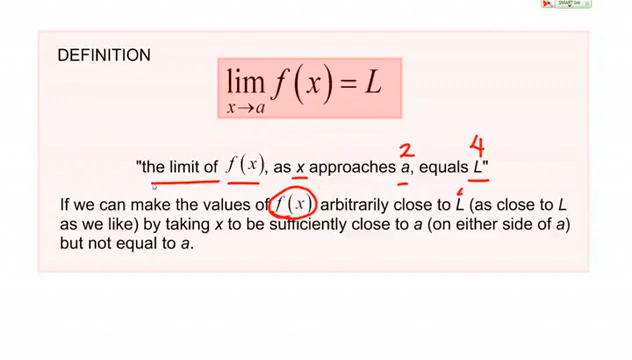 DEFINITION
lim f(x) = L
x→a
2 4
"the limit of f(x), as x approaches a, equals L"
If we can make the values of f(x) arbitrarily close to L (as close to L
as we like) by taking x to be sufficiently close to a (on either side of a)
but not equal to a.